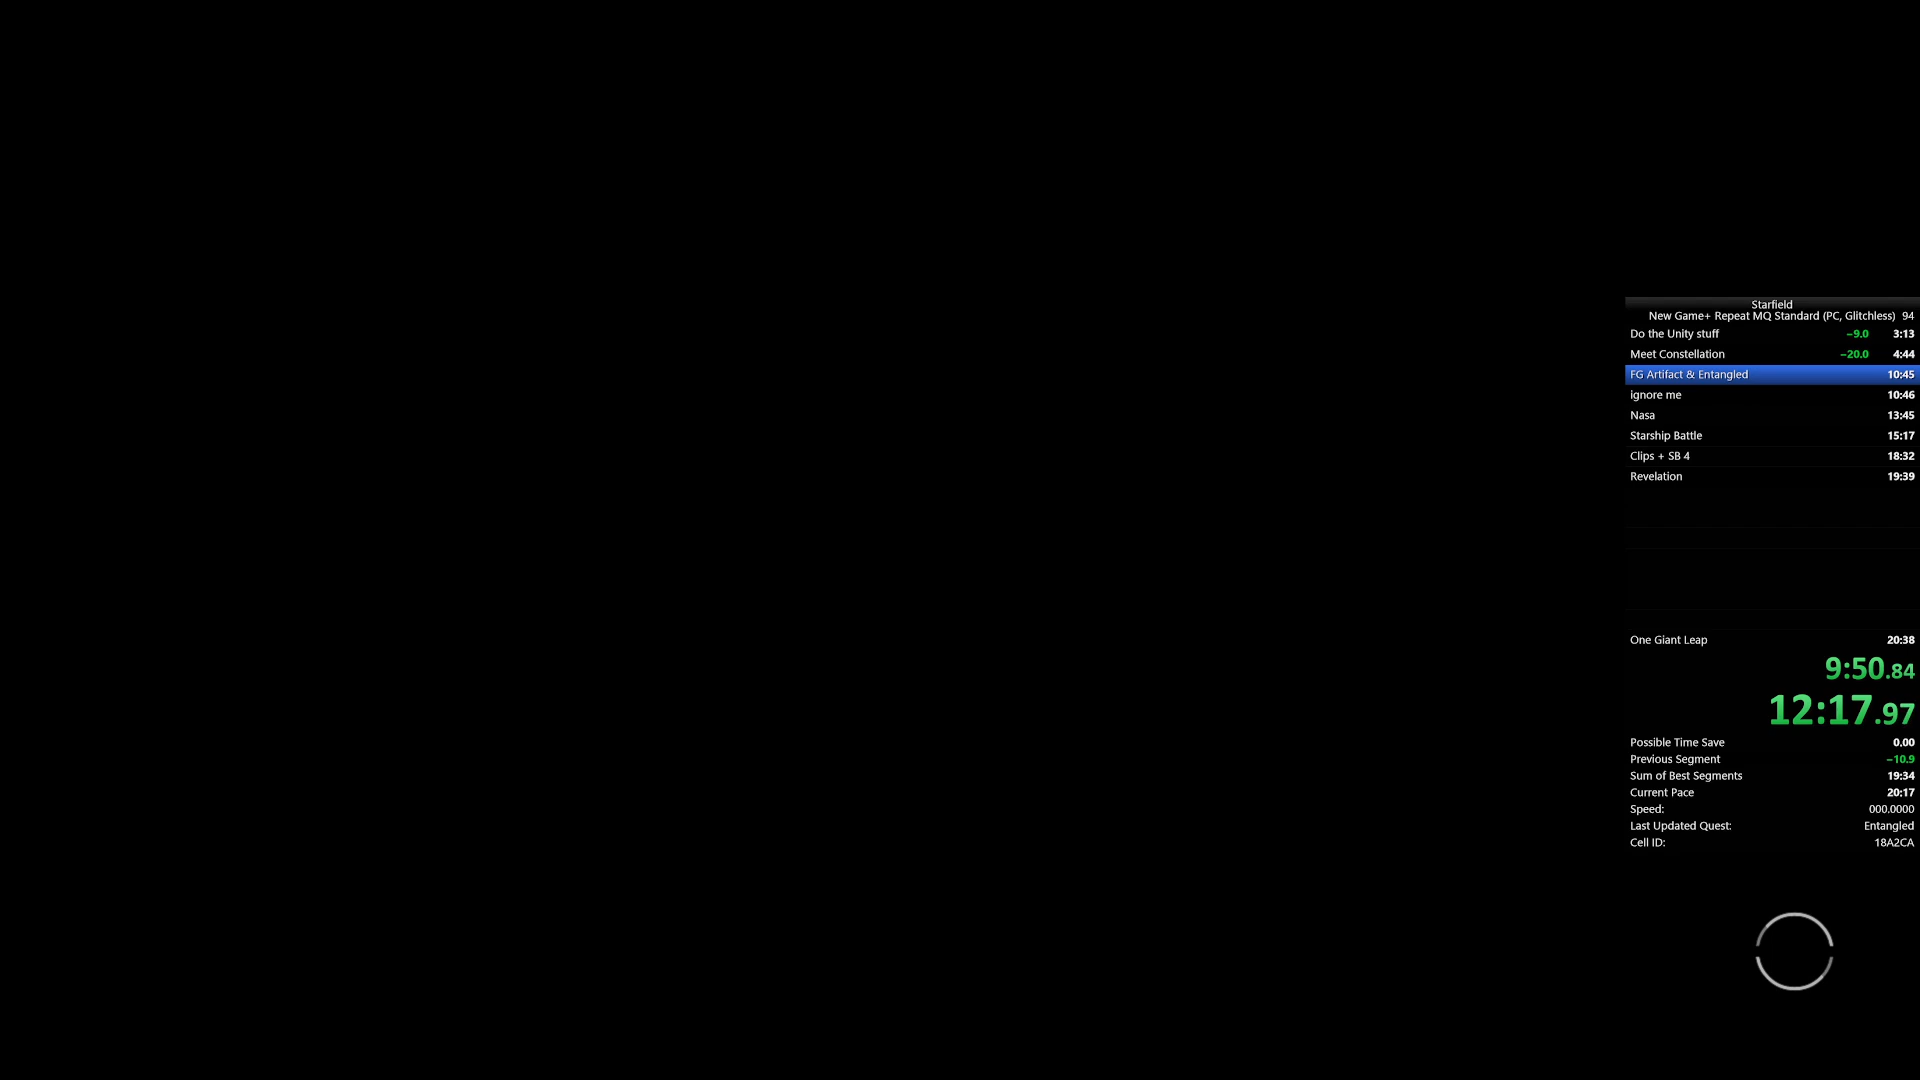 Starfield
New Game+ Repeat MQ Standard (PC, Glitchless) 94
Do the Unity stuff −9.0 3:13
Meet Constellation −20.0 4:44
FG Artifact & Entangled 10:45
ignore me 10:46
Nasa 13:45
Starship Battle 15:17
Clips + SB 4 18:32
Revelation 19:39
One Giant Leap 20:38
9:50.84
12:17.97
Possible Time Save 0.00
Previous Segment −10.9
Sum of Best Segments 19:34
Current Pace 20:17
Speed: 000.0000
Last Updated Quest: Entangled
Cell ID: 18A2CA